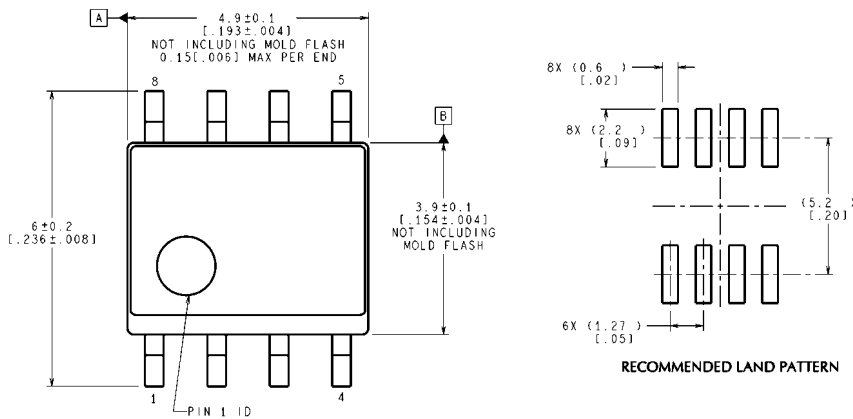 A
4.9±0.1
[.193±.004]
NOT INCLUDING MOLD FLASH
0.15[.006] MAX PER END
8
5
B
6±0.2
[.236±.008]
3.9±0.1
[.154±.004]
NOT INCLUDING
MOLD FLASH
1
4
PIN 1 ID
8X (0.6 )
[.02]
8X (2.2 )
[.09]
(5.2 )
[.20]
6X (1.27 )
[.05]
RECOMMENDED LAND PATTERN